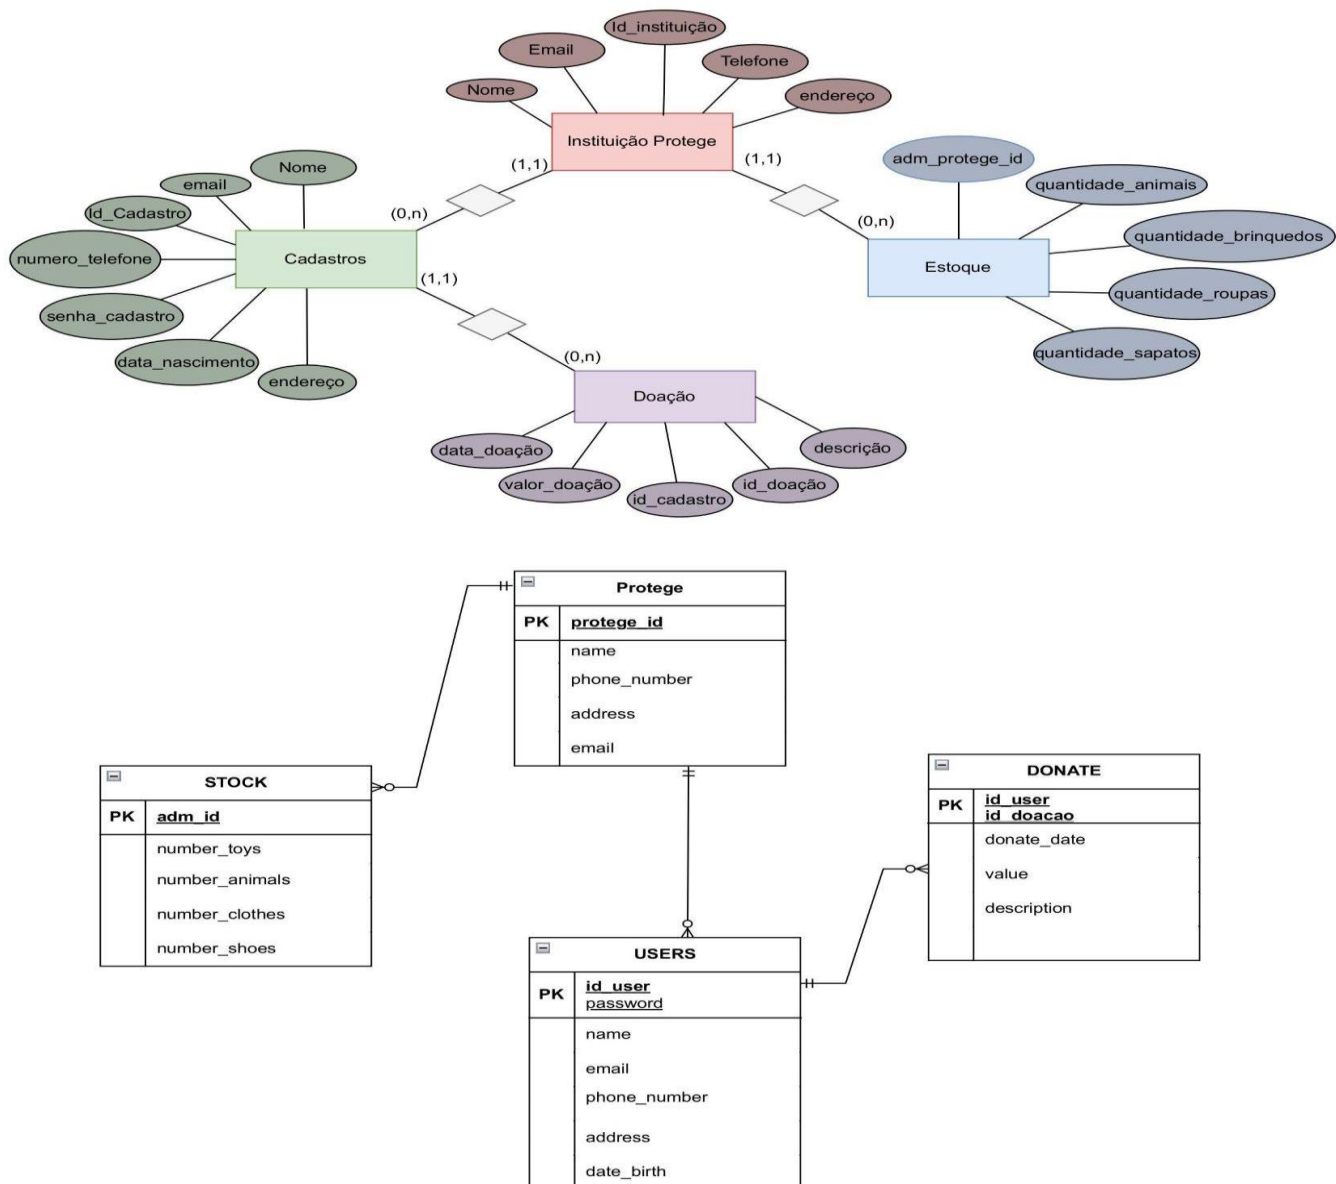 Id_instituição
Email
Telefone
Nome
endereço
Instituição Protege
(1,1)
(1,1)
adm_protege_id
quantidade_animais
quantidade_brinquedos
quantidade_roupas
quantidade_sapatos
(0,n)
Estoque
Nome
email
Id_Cadastro
numero_telefone
senha_cadastro
data_nascimento
endereço
(0,n)
Cadastros
(1,1)
(0,n)
Doação
data_doação
valor_doação
id_cadastro
id_doação
descrição
Protege
PK
protege_id
name
phone_number
address
email
STOCK
PK
adm_id
number_toys
number_animals
number_clothes
number_shoes
DONATE
PK
id_user
id_doacao
donate_date
value
description
USERS
PK
id_user
password
name
email
phone_number
address
date_birth